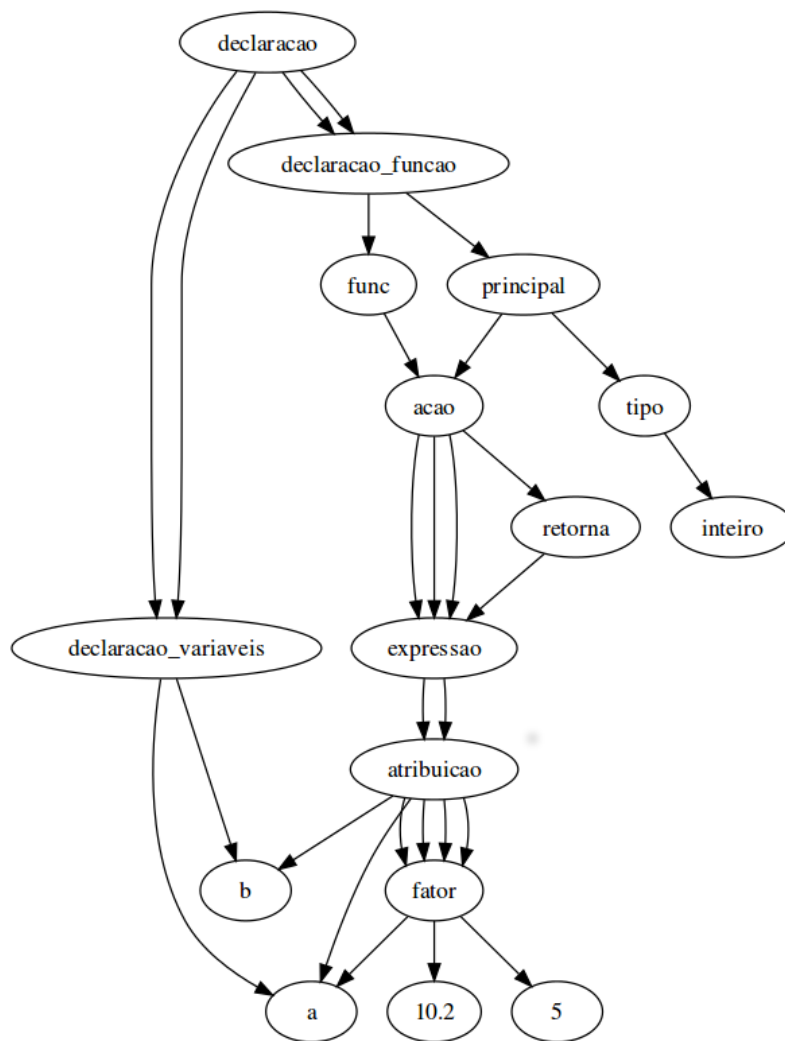 declaracao
declaracao_funcao
func
principal
acao
tipo
retorna
inteiro
declaracao_variaveis
expressao
atribuicao
b
fator
a
10.2
5